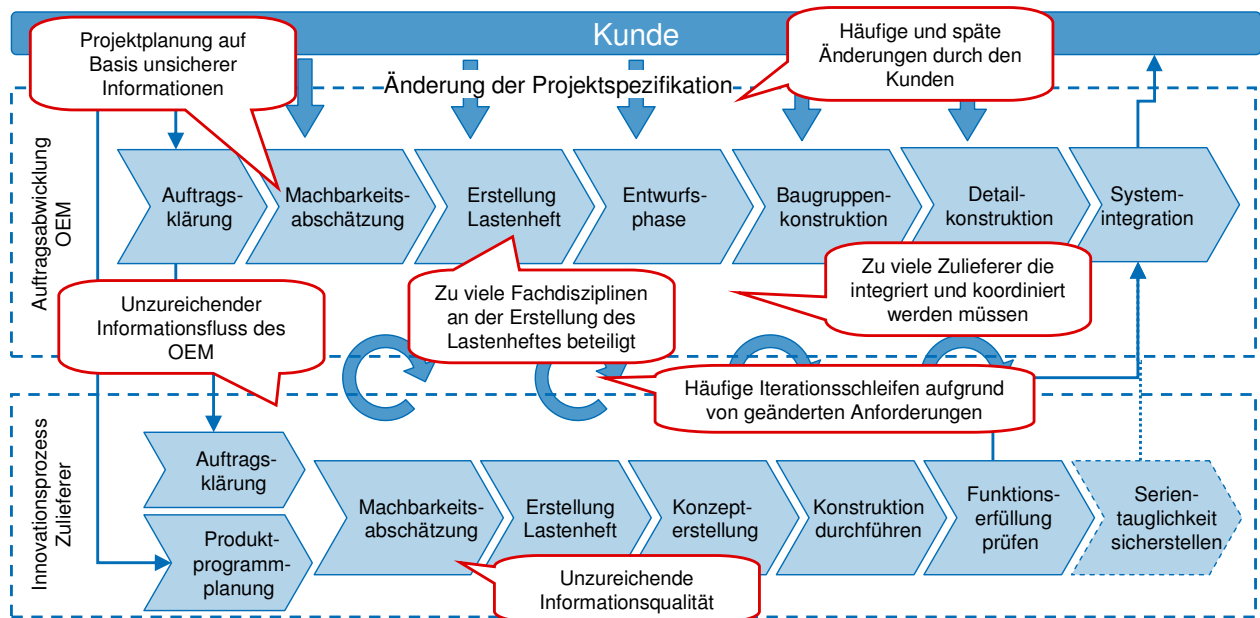 Kunde
Projektplanung auf
Basis unsicherer
Informationen
Häufige und späte
Änderungen durch den
Kunden
Änderung der Projektspezifikation
Auftragsabwicklung
OEM
Auftrags-
klärung
Machbarkeits-
abschätzung
Erstellung
Lastenheft
Entwurfs-
phase
Baugruppen-
konstruktion
Detail-
konstruktion
System-
integration
Unzureichender
Informationsfluss des
OEM
Zu viele Fachdisziplinen
an der Erstellung des
Lastenheftes beteiligt
Zu viele Zulieferer die
integriert und koordiniert
werden müssen
Häufige Iterationsschleifen aufgrund
von geänderten Anforderungen
Innovationsprozess
Zulieferer
Auftrags-
klärung
Produkt-
programm-
planung
Machbarkeits-
abschätzung
Erstellung
Lastenheft
Konzept-
erstellung
Konstruktion
durchführen
Funktions-
erfüllung
prüfen
Serien-
tauglichkeit
sicherstellen
Unzureichende
Informationsqualität